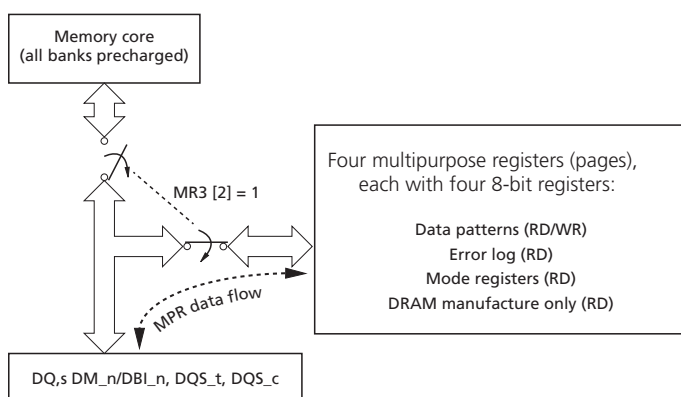 Memory core
(all banks precharged)
MR3 [2] = 1
Four multipurpose registers (pages),
each with four 8-bit registers:
Data patterns (RD/WR)
Error log (RD)
Mode registers (RD)
DRAM manufacture only (RD)
MPR data flow
DQ,s DM_n/DBI_n, DQS_t, DQS_c